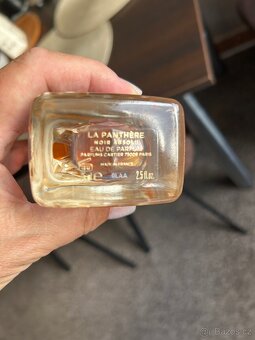 LA PANTHÈRE
NOIR ABSOLU
EAU DE PARFUM
PARFUMS CARTIER 75008 PARIS
MADE IN FRANCE
2.5 fl.oz.